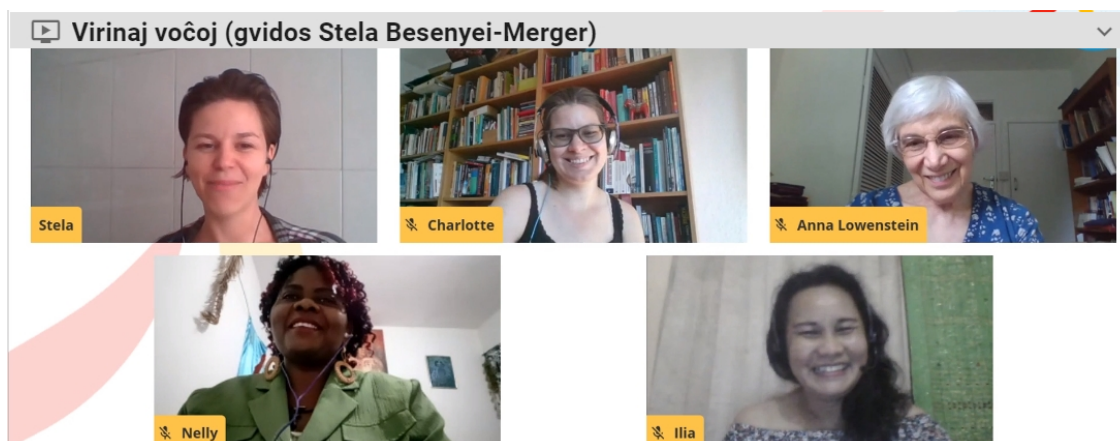 Virinaj voĉoj (gvidos Stela Besenyei-Merger)
Stela
Charlotte
Anna Lowenstein
Nelly
Ilia